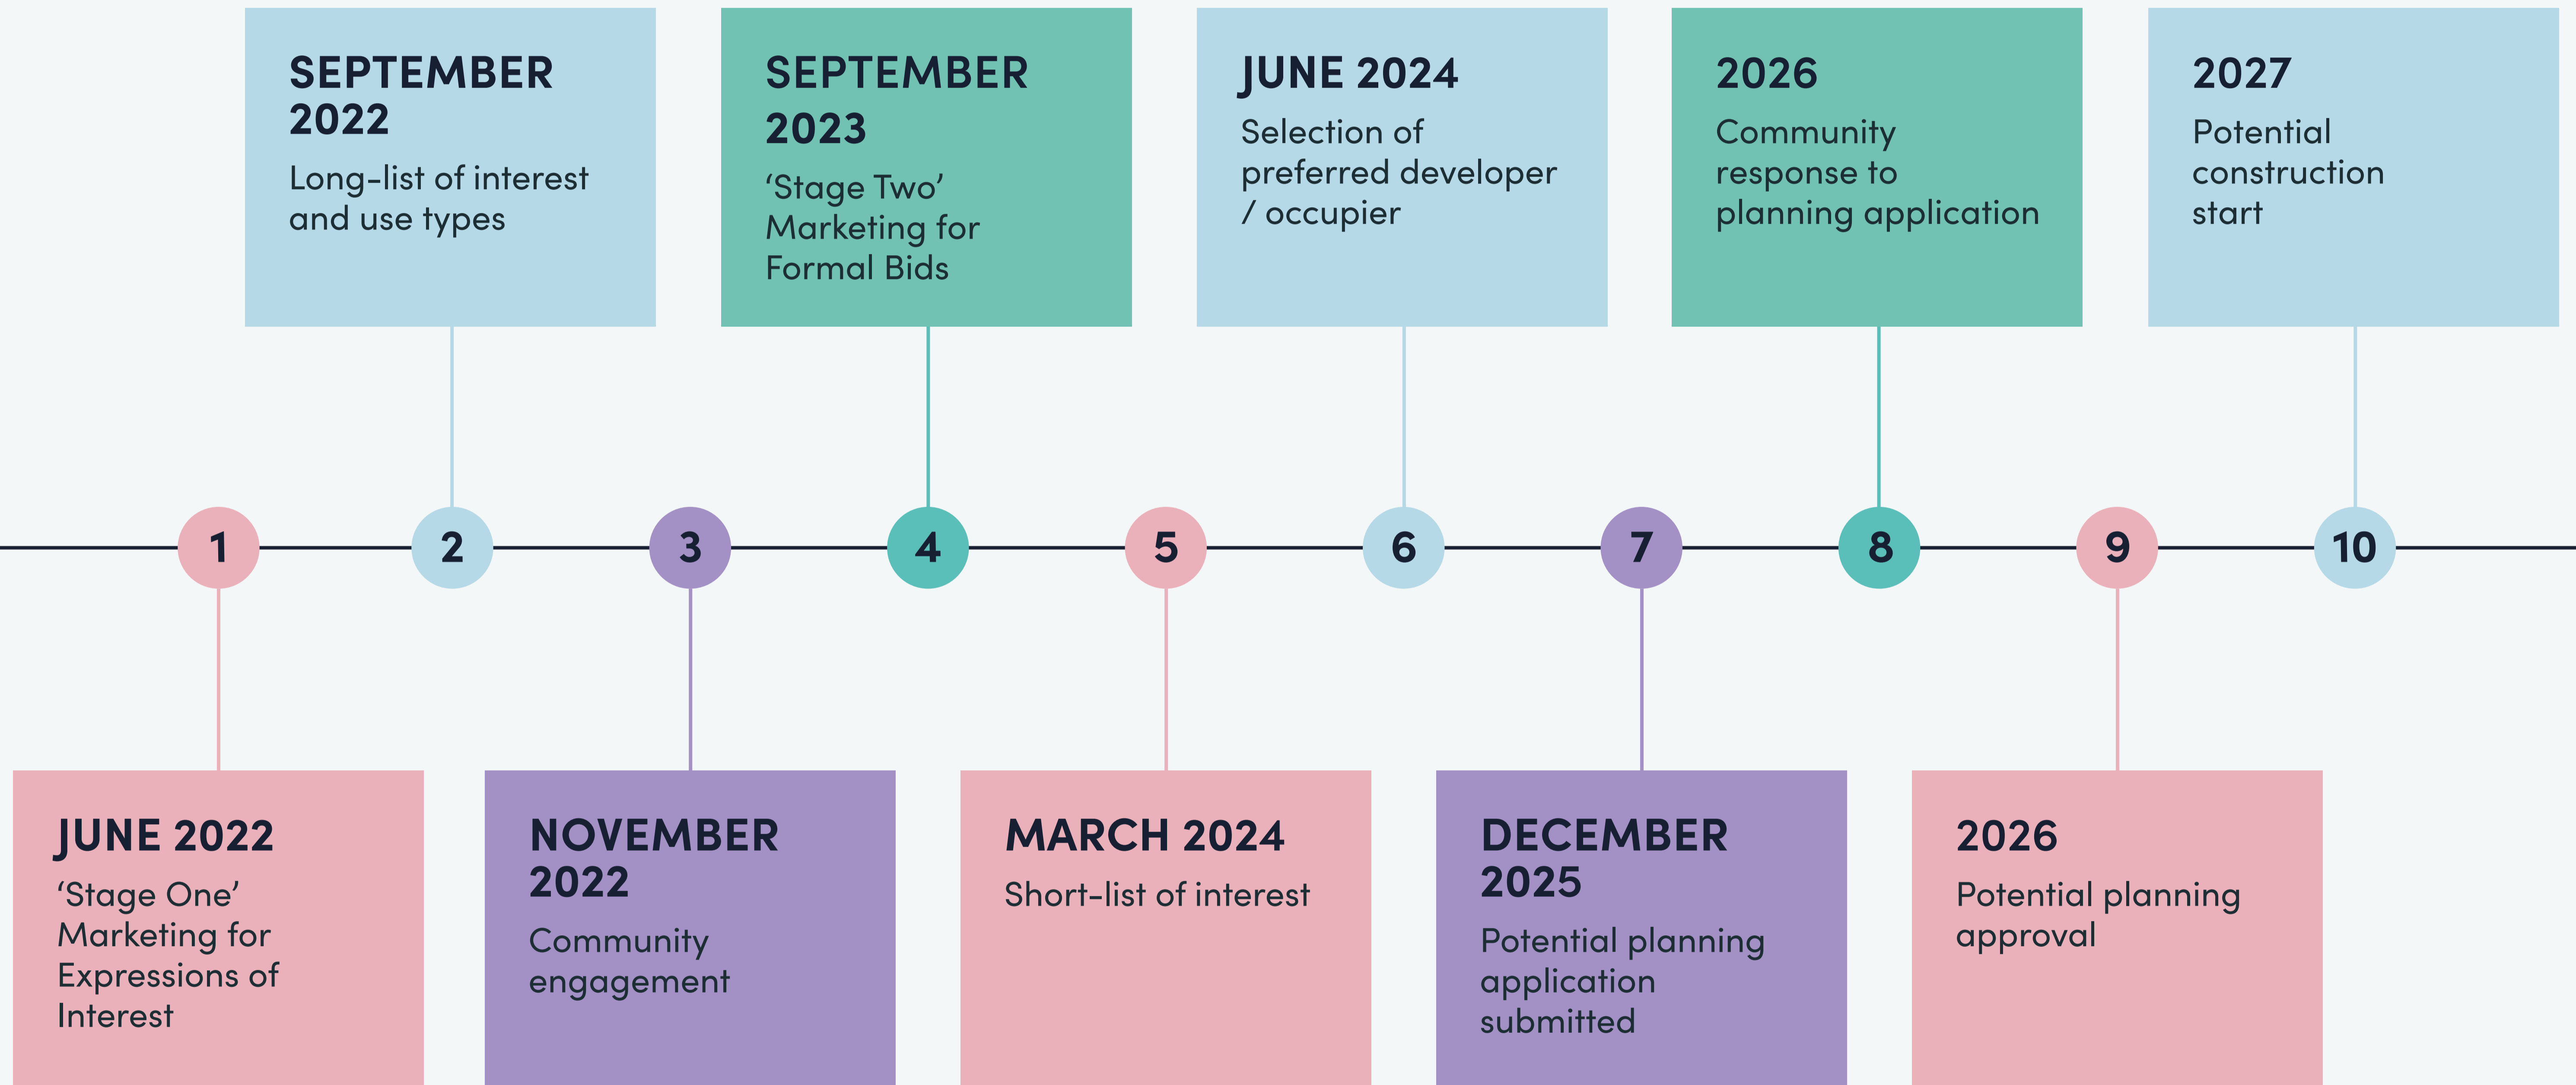 SEPTEMBER
2022
Long-list of interest
and use types
SEPTEMBER
2023
‘Stage Two’
Marketing for
Formal Bids
JUNE 2024
Selection of
preferred developer
/ occupier
2026
Community
response to
planning application
2027
Potential
construction
start
1
2
3
4
5
6
7
8
9
10
JUNE 2022
‘Stage One’
Marketing for
Expressions of
Interest
NOVEMBER
2022
Community
engagement
MARCH 2024
Short-list of interest
DECEMBER
2025
Potential planning
application
submitted
2026
Potential planning
approval